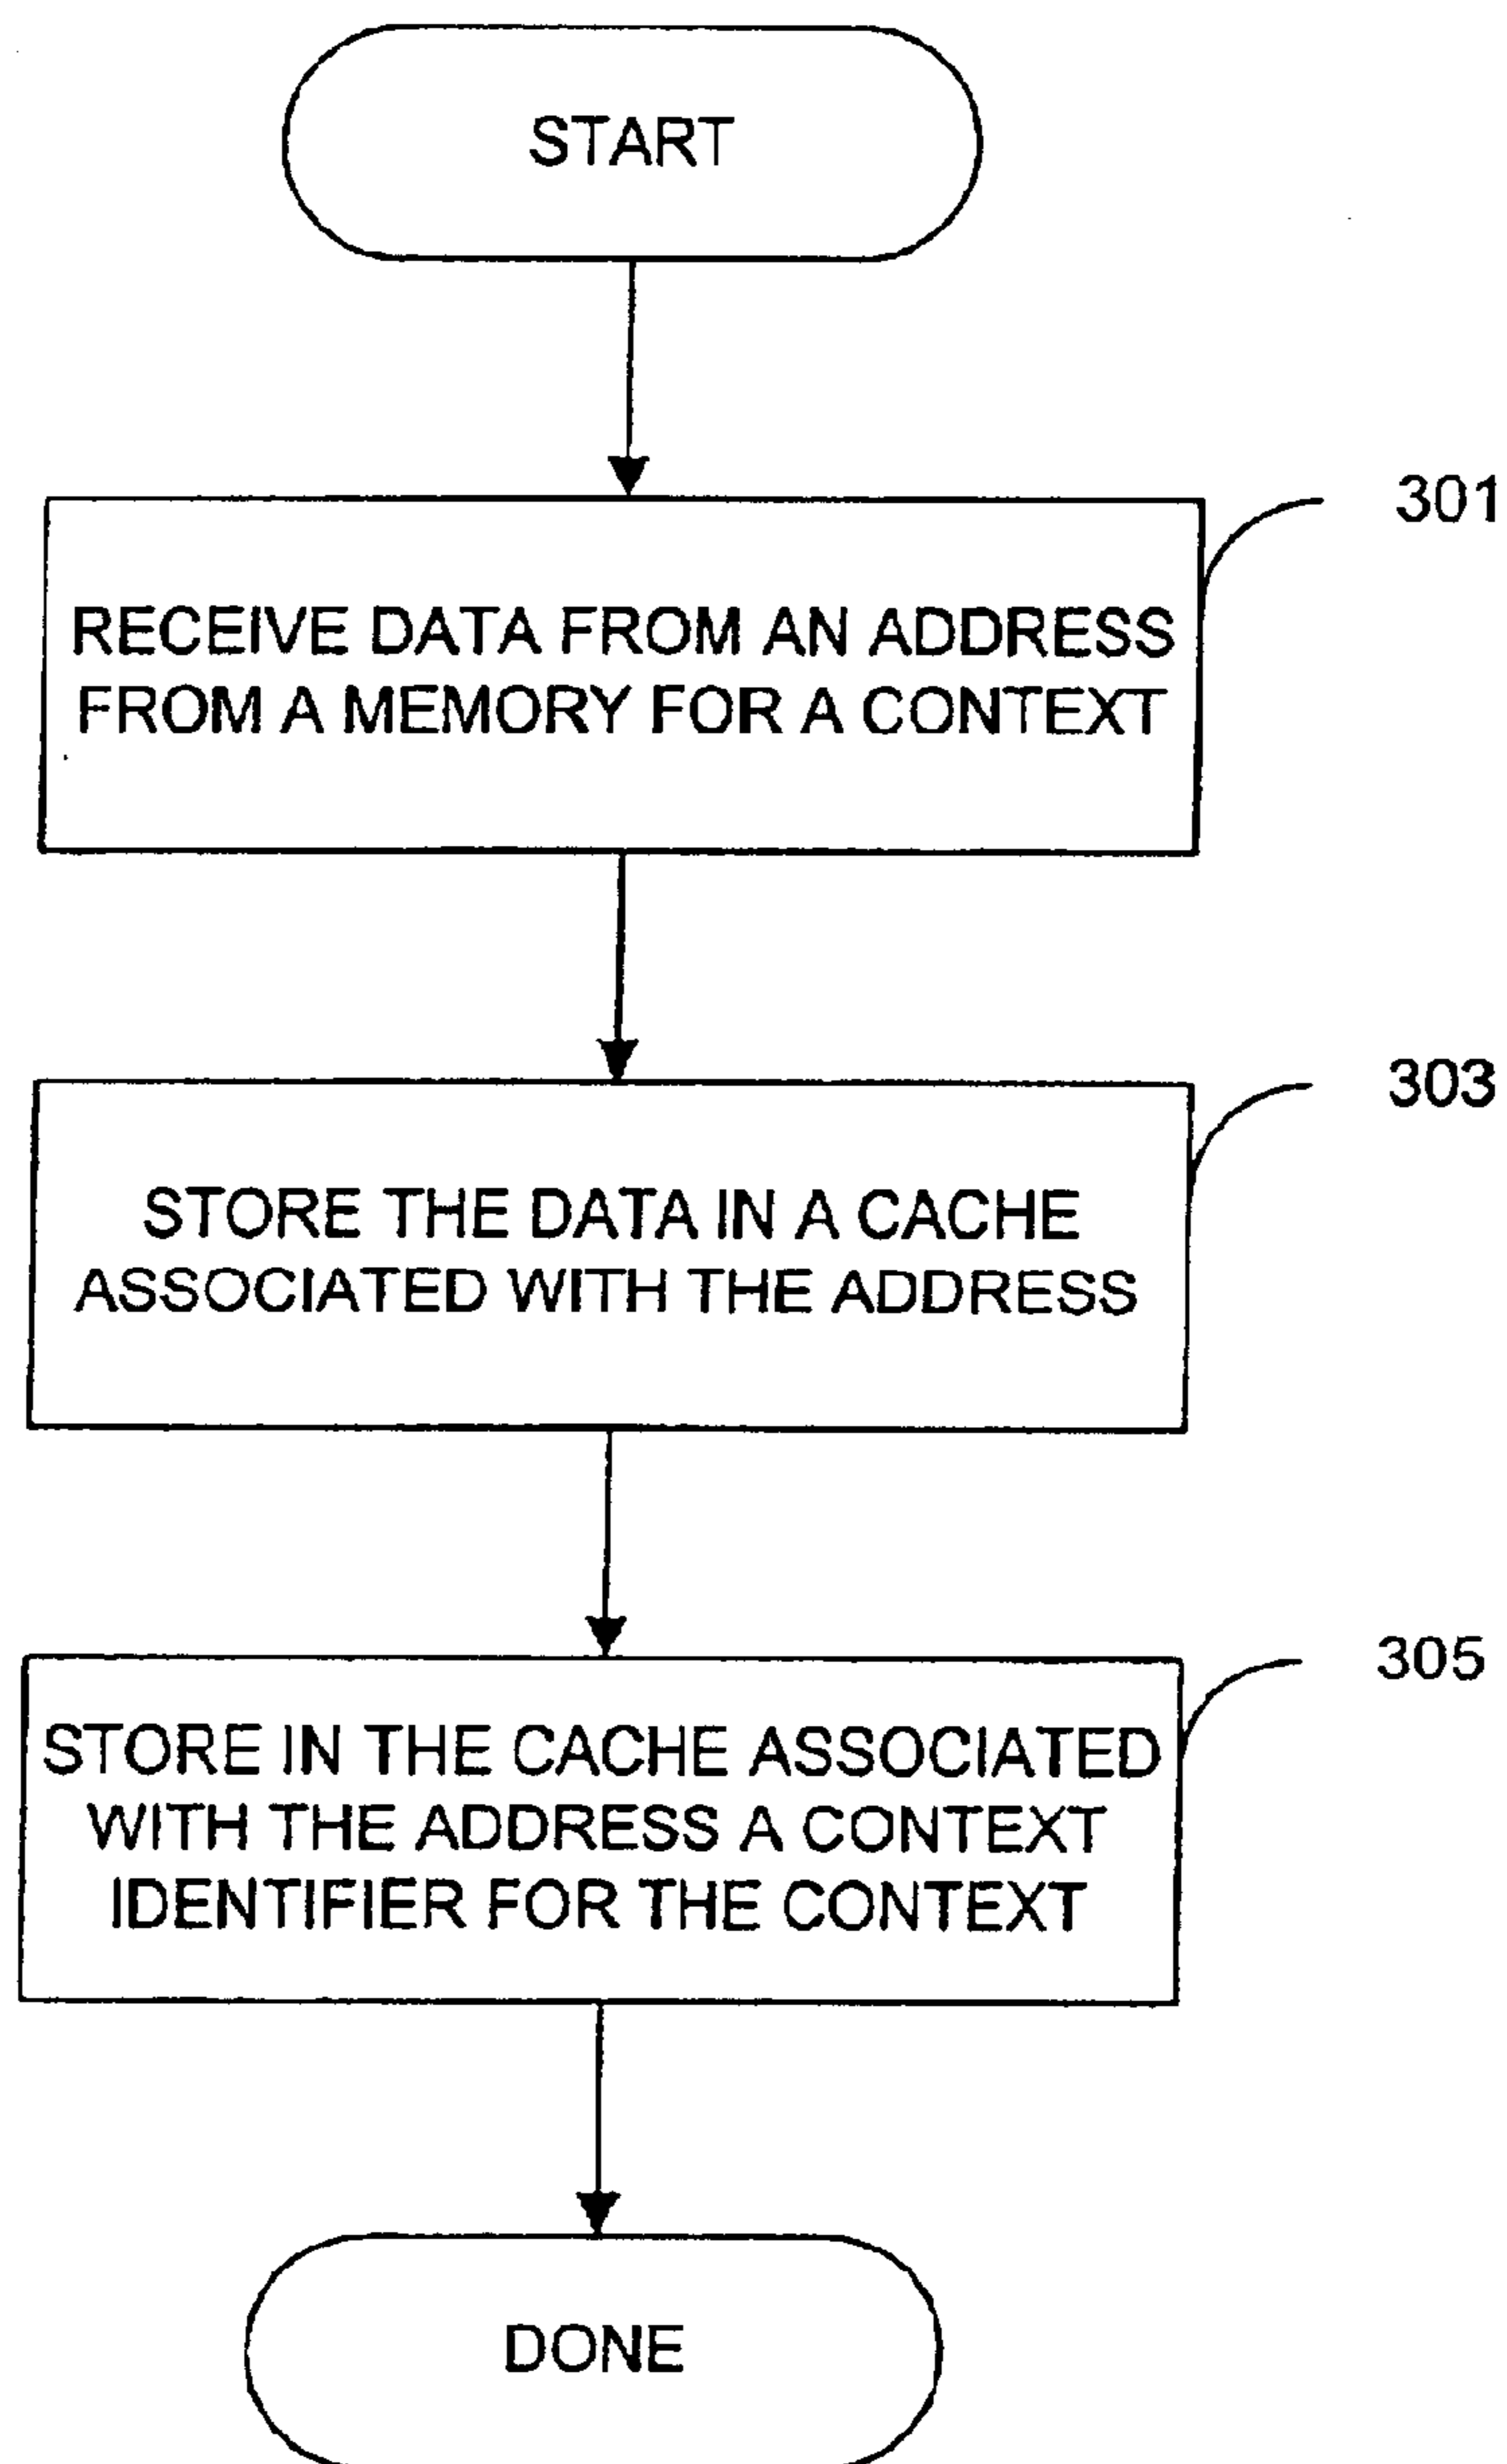 START
301
RECEIVE DATA FROM AN ADDRESS
FROM A MEMORY FOR A CONTEXT
303
STORE THE DATA IN A CACHE
ASSOCIATED WITH THE ADDRESS
305
STORE IN THE CACHE ASSOCIATED
WITH THE ADDRESS A CONTEXT
IDENTIFIER FOR THE CONTEXT
DONE